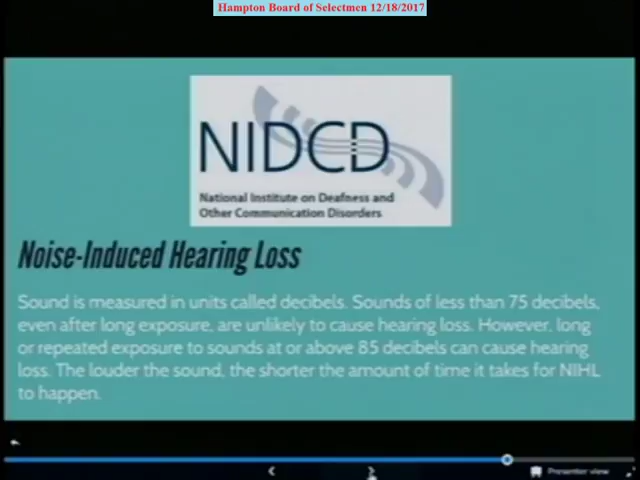 Hampton Board of Selectmen 12/18/2017
NIDCD
National Institute on Deafness and
Other Communication Disorders
Noise-Induced Hearing Loss
Sound is measured in units called decibels. Sounds of less than 75 decibels,
even after long exposure, are unlikely to cause hearing loss. However, long
or repeated exposure to sounds at or above 85 decibels can cause hearing
loss. The louder the sound, the shorter the amount of time it takes for NIHL
to happen.
Presenter view